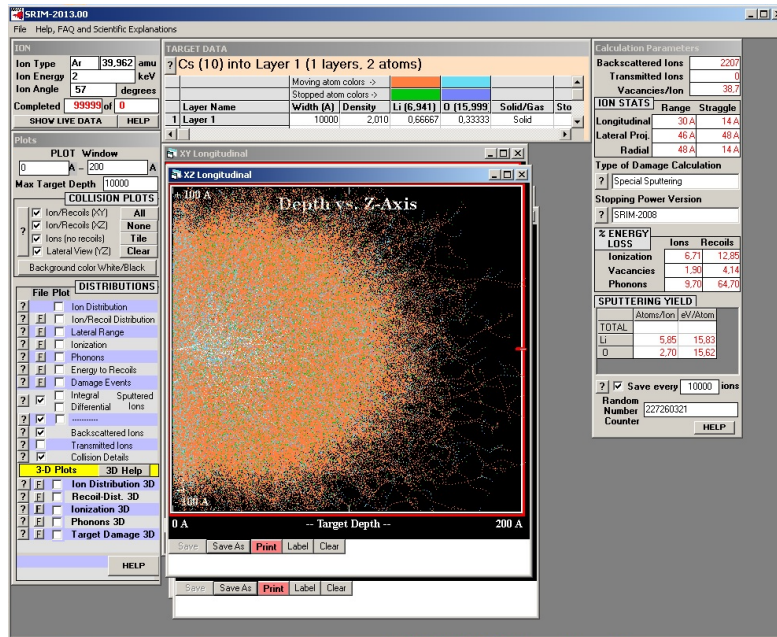 SRIM-2013.00
File Help, FAQ and Scientific Explanations
ION
Ion Type Ar 39,962 amu
Ion Energy 2 keV
Ion Angle 57 degrees
Completed 99999 of 0
SHOW LIVE DATA HELP
TARGET DATA
? Cs (10) into Layer 1 (1 layers, 2 atoms)
Moving atom colors ->
Stopped atom colors ->
Layer Name Width (A) Density Li (6,941) O (15,999) Solid/Gas Sto
1 Layer 1 10000 2,010 0,66667 0,33333 Solid
Calculation Parameters
Backscattered Ions 2207
Transmitted Ions 0
Vacancies/Ion 38,7
ION STATS Range Straggle
Longitudinal 30 A 14 A
Lateral Proj. 46 A 48 A
Radial 48 A 14 A
Type of Damage Calculation
? Special Sputtering
Stopping Power Version
? SRIM-2008
% ENERGY LOSS Ions Recoils
Ionization 6,71 12,85
Vacancies 1,90 4,14
Phonons 9,70 64,70
SPUTTERING YIELD
Atoms/Ion eV/Atom
TOTAL
Li 5,85 15,83
O 2,70 15,62
? Save every 10000 ions
Random Number Counter 227260321
HELP
Plots
PLOT Window
0 A - 200 A
Max Target Depth 10000
COLLISION PLOTS
?
Ion/Recoils (XY) All
Ion/Recoils (XZ) None
Ions (no recoils) Tile
Lateral View (YZ) Clear
Background color White/Black
DISTRIBUTIONS
File Plot
? Ion Distribution
? F Ion/Recoil Distribution
? F Lateral Range
? F Ionization
? F Phonons
? F Energy to Recoils
? F Damage Events
? Integral Sputtered
Differential Ions
? ----------
? Backscattered Ions
? Transmitted Ions
? Collision Details
3-D Plots 3D Help
? F Ion Distribution 3D
? F Recoil-Dist. 3D
? F Ionization 3D
? F Phonons 3D
? F Target Damage 3D
HELP
XY Longitudinal
XZ Longitudinal
+ 100 A
Depth vs. Z-Axis
- 100 A
0 A -- Target Depth -- 200 A
Save Save As Print Label Clear
Save Save As Print Label Clear